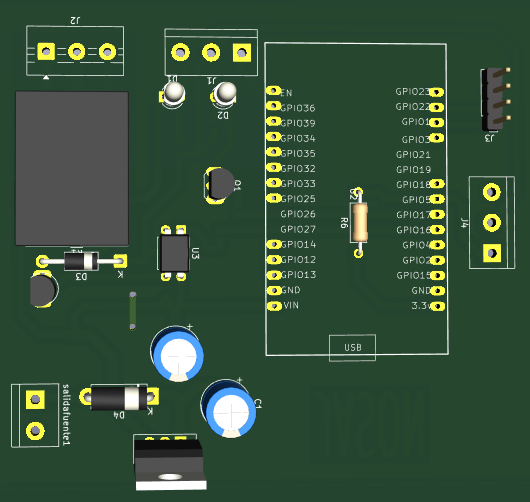 J2
J1
D1
D2
J3
EN
GPIO36
GPIO39
GPIO34
GPIO35
GPIO32
GPIO33
GPIO25
GPIO26
GPIO27
GPIO14
GPIO12
GPIO13
GND
VIN
GPIO23
GPIO22
GPIO1
GPIO3
GPIO21
GPIO19
GPIO18
GPIO5
GPIO17
GPIO16
GPIO4
GPIO2
GPIO15
GND
3.3v
USB
Q1
R6
J4
U3
D3
K
+
+
C1
D4
K
salidafuente1